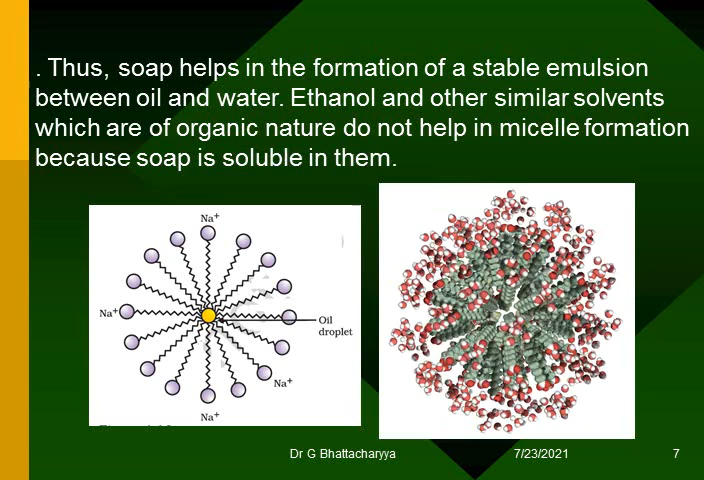 . Thus, soap helps in the formation of a stable emulsion
between oil and water. Ethanol and other similar solvents
which are of organic nature do not help in micelle formation
because soap is soluble in them.
Na+
Na+
Oil
droplet
Na+
Na+
Dr G Bhattacharyya 7/23/2021 7